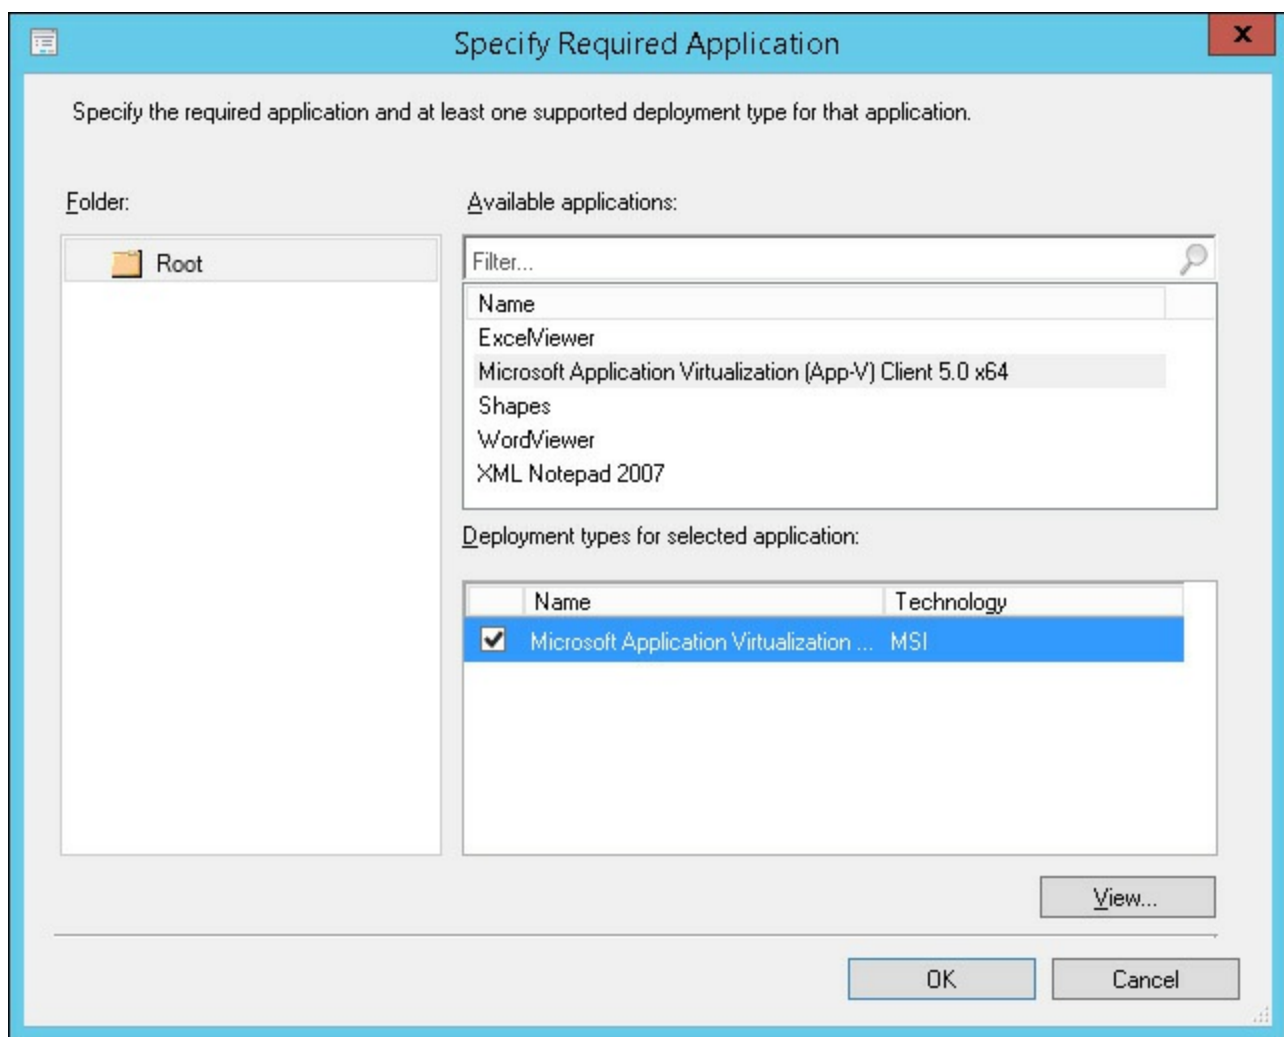 Specify Required Application
x
Specify the required application and at least one supported deployment type for that application.
Folder:
Root
Available applications:
Filter...
Name
ExcelViewer
Microsoft Application Virtualization (App-V) Client 5.0 x64
Shapes
WordViewer
XML Notepad 2007
Deployment types for selected application:
Name Technology
Microsoft Application Virtualization ... MSI
View...
OK Cancel